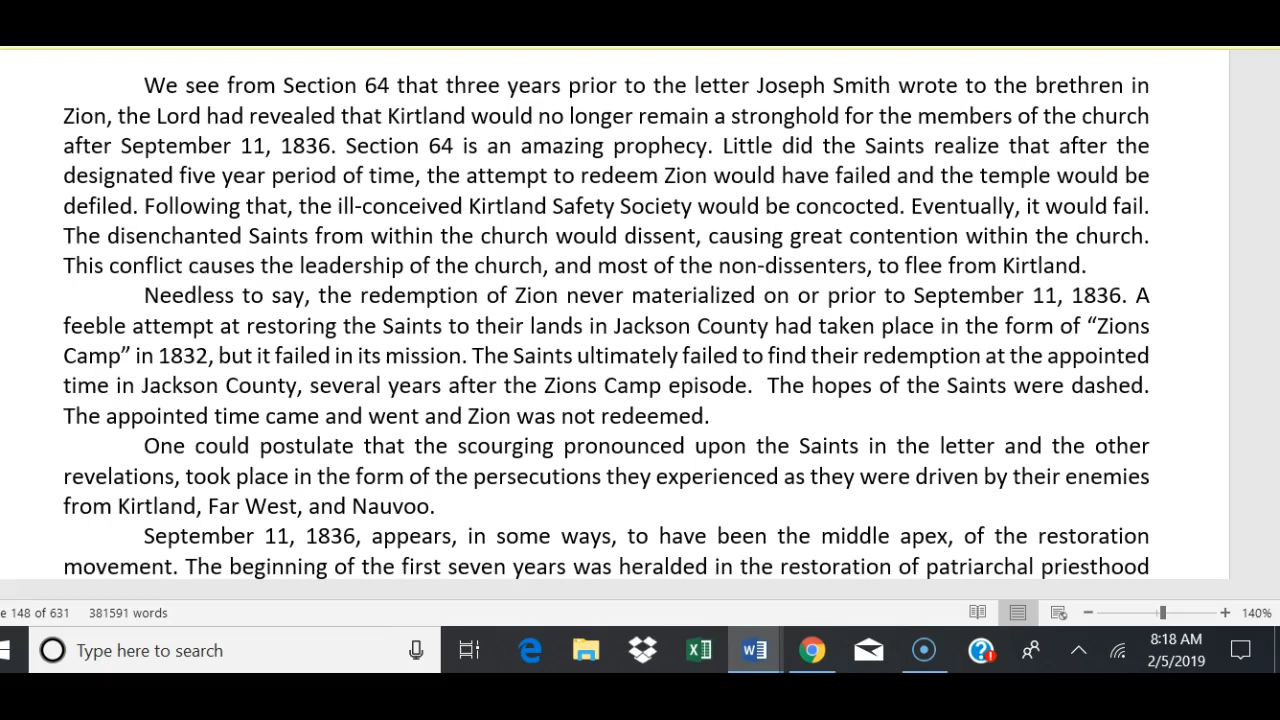 We see from Section 64 that three years prior to the letter Joseph Smith wrote to the brethren in
Zion, the Lord had revealed that Kirtland would no longer remain a stronghold for the members of the church
after September 11, 1836. Section 64 is an amazing prophecy. Little did the Saints realize that after the
designated five year period of time, the attempt to redeem Zion would have failed and the temple would be
defiled. Following that, the ill-conceived Kirtland Safety Society would be concocted. Eventually, it would fail.
The disenchanted Saints from within the church would dissent, causing great contention within the church.
This conflict causes the leadership of the church, and most of the non-dissenters, to flee from Kirtland.
Needless to say, the redemption of Zion never materialized on or prior to September 11, 1836. A
feeble attempt at restoring the Saints to their lands in Jackson County had taken place in the form of “Zions
Camp” in 1832, but it failed in its mission. The Saints ultimately failed to find their redemption at the appointed
time in Jackson County, several years after the Zions Camp episode. The hopes of the Saints were dashed.
The appointed time came and went and Zion was not redeemed.
One could postulate that the scourging pronounced upon the Saints in the letter and the other
revelations, took place in the form of the persecutions they experienced as they were driven by their enemies
from Kirtland, Far West, and Nauvoo.
September 11, 1836, appears, in some ways, to have been the middle apex, of the restoration
movement. The beginning of the first seven years was heralded in the restoration of patriarchal priesthood
e 148 of 631 381591 words 140%
Type here to search
8:18 AM
2/5/2019